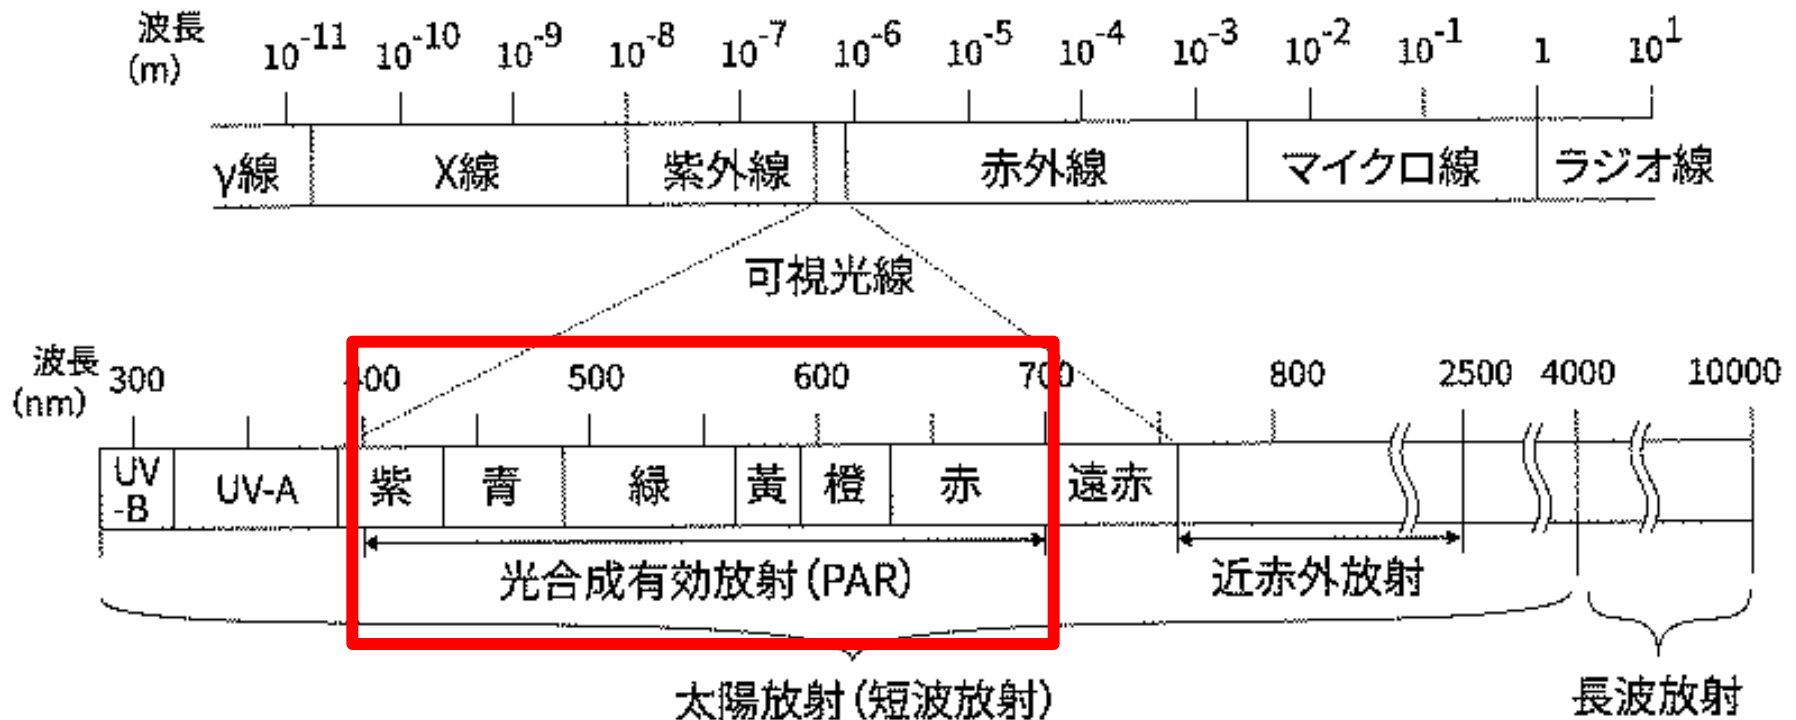 波長 10⁻¹¹ 10⁻¹⁰ 10⁻⁹ 10⁻⁸ 10⁻⁷ 10⁻⁶ 10⁻⁵ 10⁻⁴ 10⁻³ 10⁻² 10⁻¹ 1 10¹
(m)
γ線 X線 紫外線 赤外線 マイクロ線 ラジオ線
可視光線
波長 300 400 500 600 700 800 2500 4000 10000
(nm)
UV
-B UV-A 紫 青 緑 黃 橙 赤 遠赤
光合成有効放射(PAR) 近赤外放射
太陽放射(短波放射) 長波放射